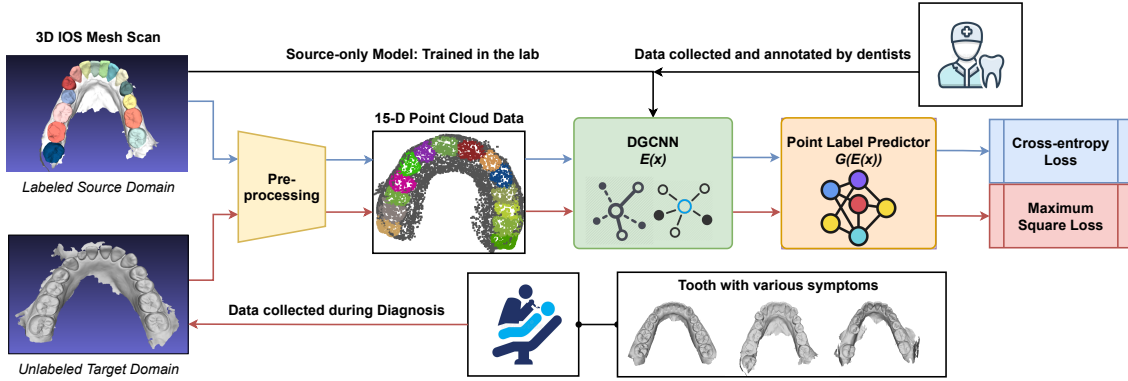 3D IOS Mesh Scan
Source-only Model: Trained in the lab
Data collected and annotated by dentists
Labeled Source Domain
Pre-
processing
15-D Point Cloud Data
DGCNN
E(x)
Point Label Predictor
G(E(x))
Cross-entropy
Loss
Maximum
Square Loss
Unlabeled Target Domain
Data collected during Diagnosis
Tooth with various symptoms